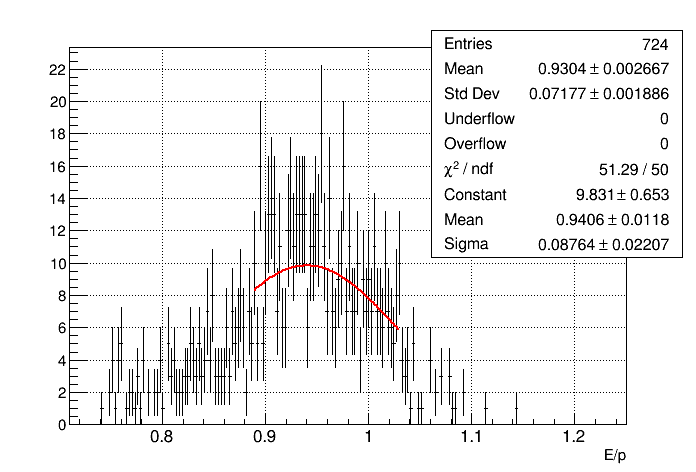 Entries 724
Mean 0.9304 ± 0.002667
Std Dev 0.07177 ± 0.001886
Underflow 0
Overflow 0
χ² / ndf 51.29 / 50
Constant 9.831 ± 0.653
Mean 0.9406 ± 0.0118
Sigma 0.08764 ± 0.02207
22
20
18
16
14
12
10
8
6
4
2
0
0.8 0.9 1 1.1 1.2
E/p